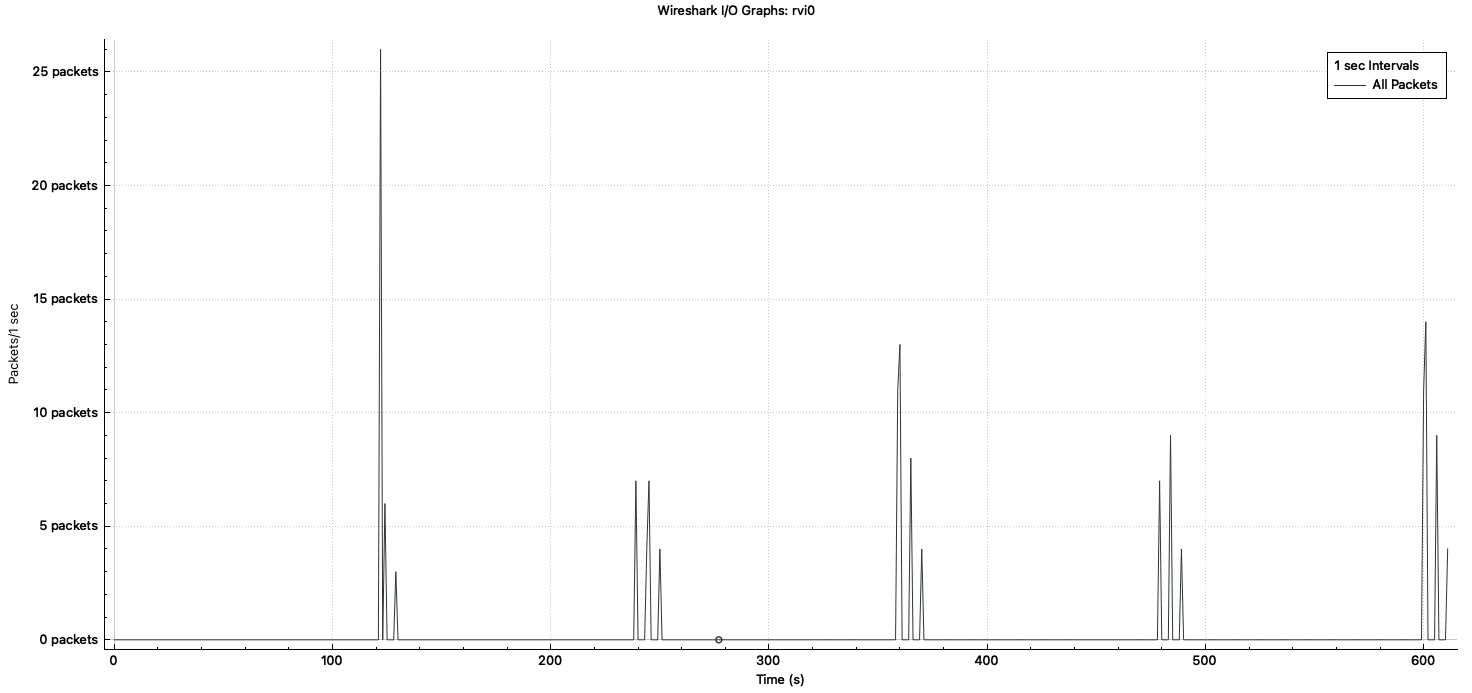 Wireshark I/O Graphs: rvi0
1 sec Intervals
All Packets
25 packets
20 packets
15 packets
10 packets
5 packets
0 packets
Packets/1 sec
0 100 200 300 400 500 600
Time (s)